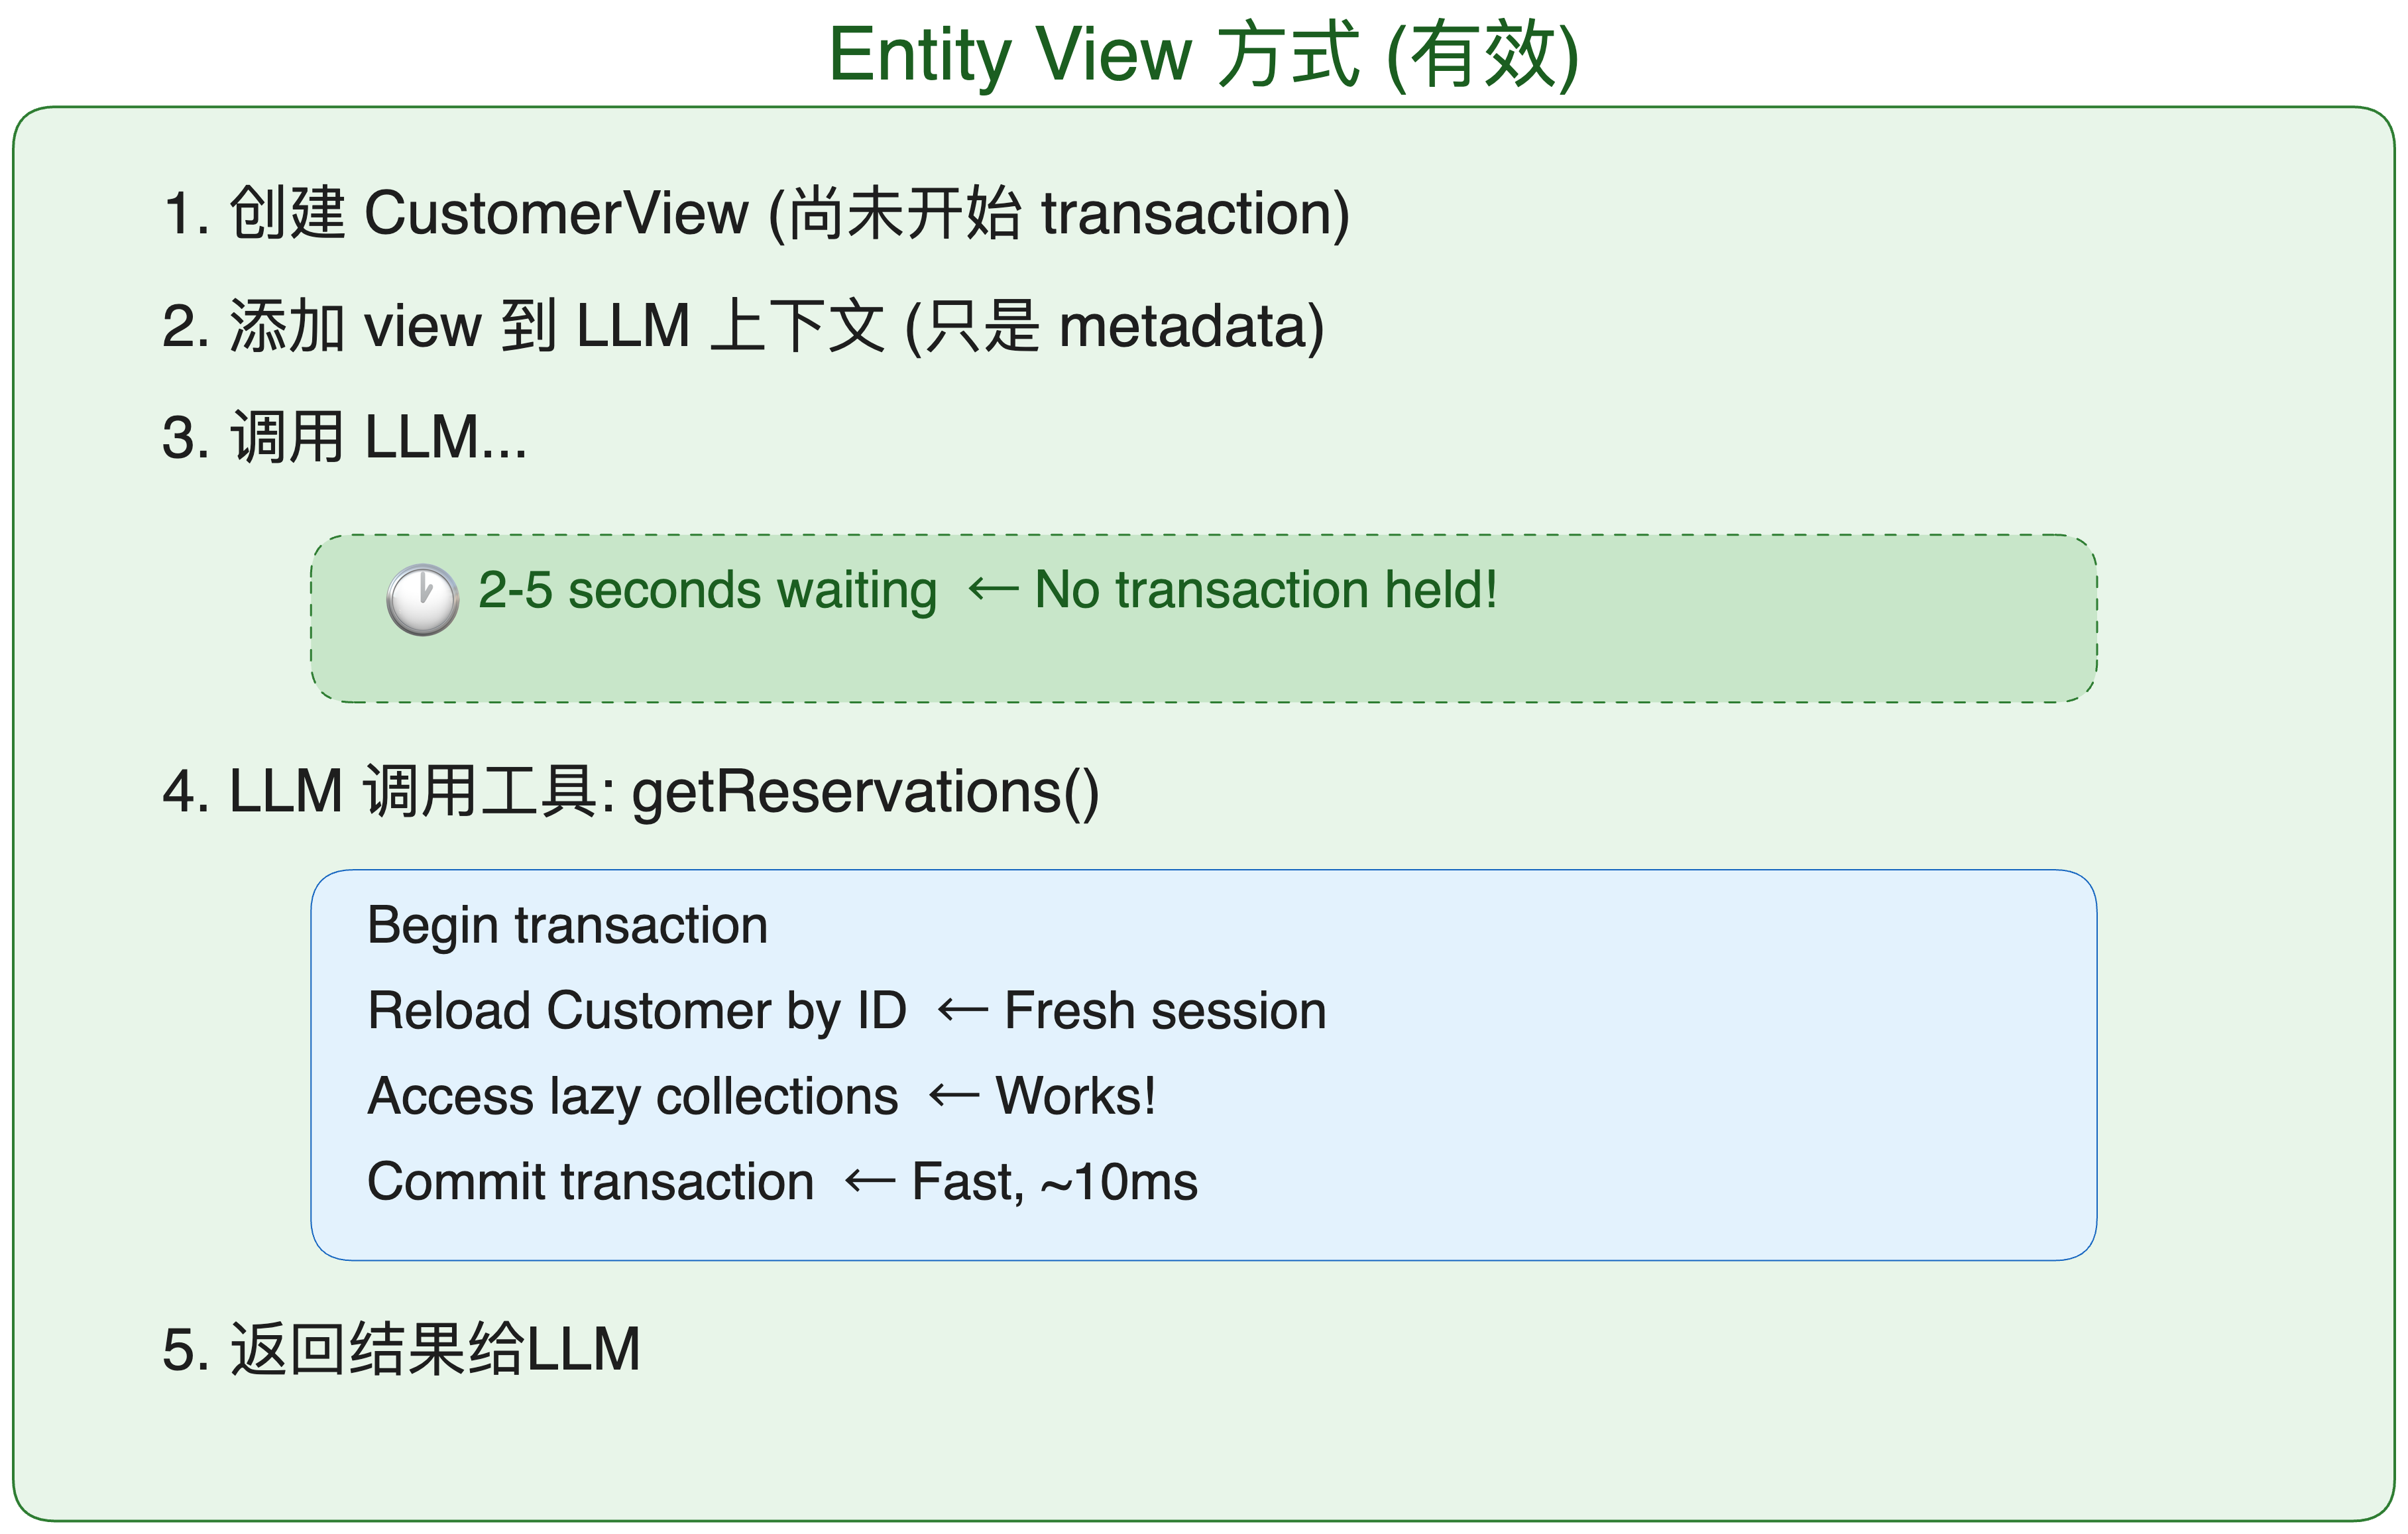 Entity View 方式 (有效)
1. 创建 CustomerView (尚未开始 transaction)
2. 添加 view 到 LLM 上下文 (只是 metadata)
3. 调用 LLM...
2-5 seconds waiting ← No transaction held!
4. LLM 调用工具: getReservations()
Begin transaction
Reload Customer by ID ← Fresh session
Access lazy collections ← Works!
Commit transaction ← Fast, ~10ms
5. 返回结果给LLM